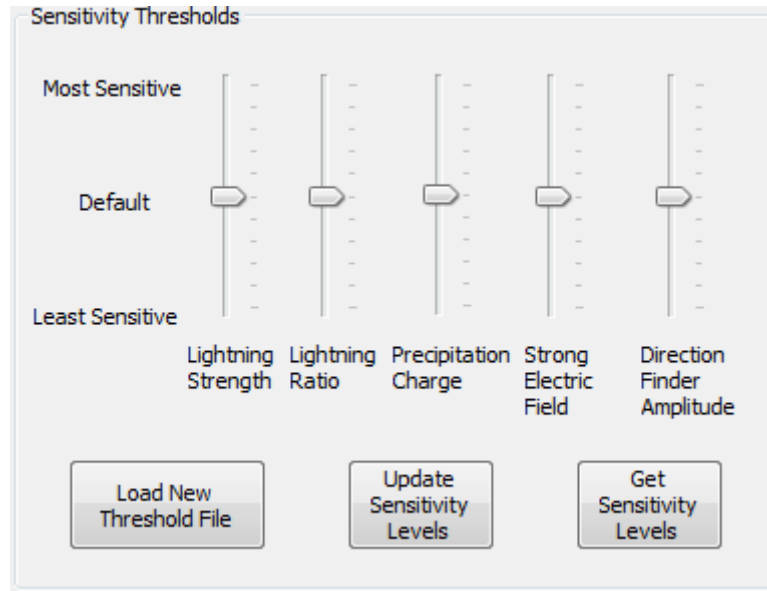 Sensitivity Thresholds
Most Sensitive
Default
Least Sensitive
Lightning
Strength
Lightning
Ratio
Precipitation
Charge
Strong
Electric
Field
Direction
Finder
Amplitude
Load New
Threshold File
Update
Sensitivity
Levels
Get
Sensitivity
Levels